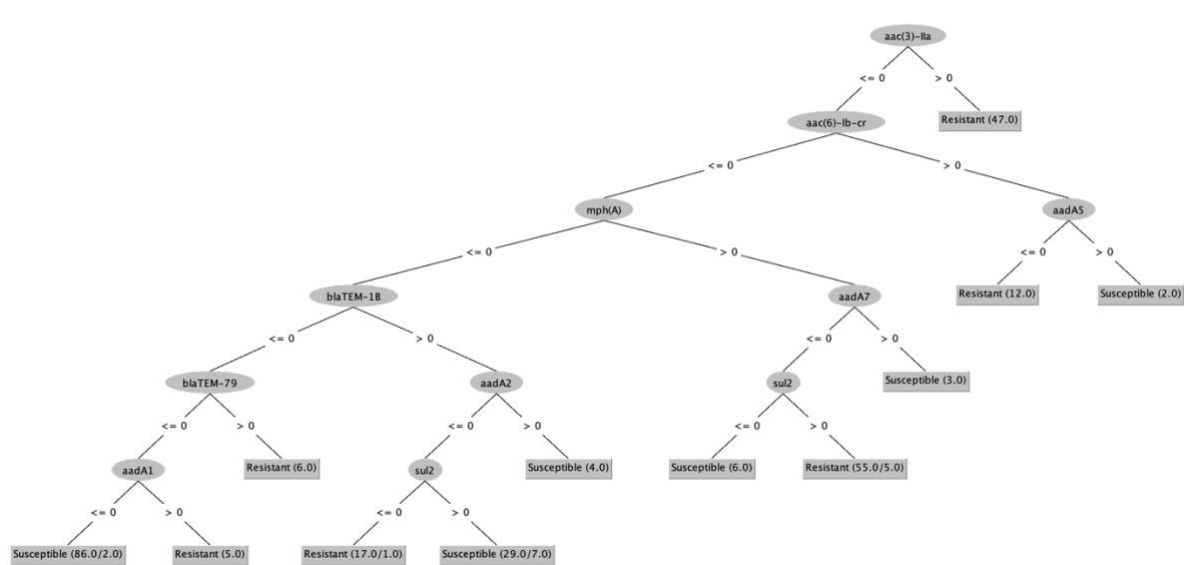 aac(3)-IIa
<= 0 > 0
aac(6)-Ib-cr Resistant (47.0)
<= 0 > 0
mph(A) aadA5
<= 0 > 0 <= 0 > 0
blaTEM-1B aadA7 Resistant (12.0) Susceptible (2.0)
<= 0 > 0 <= 0 > 0
blaTEM-79 aadA2 sul2 Susceptible (3.0)
<= 0 > 0 <= 0 > 0 <= 0 > 0
aadA1 Resistant (6.0) sul2 Susceptible (4.0) Susceptible (6.0) Resistant (55.0/5.0)
<= 0 > 0 <= 0 > 0
Susceptible (86.0/2.0) Resistant (5.0) Resistant (17.0/1.0) Susceptible (29.0/7.0)